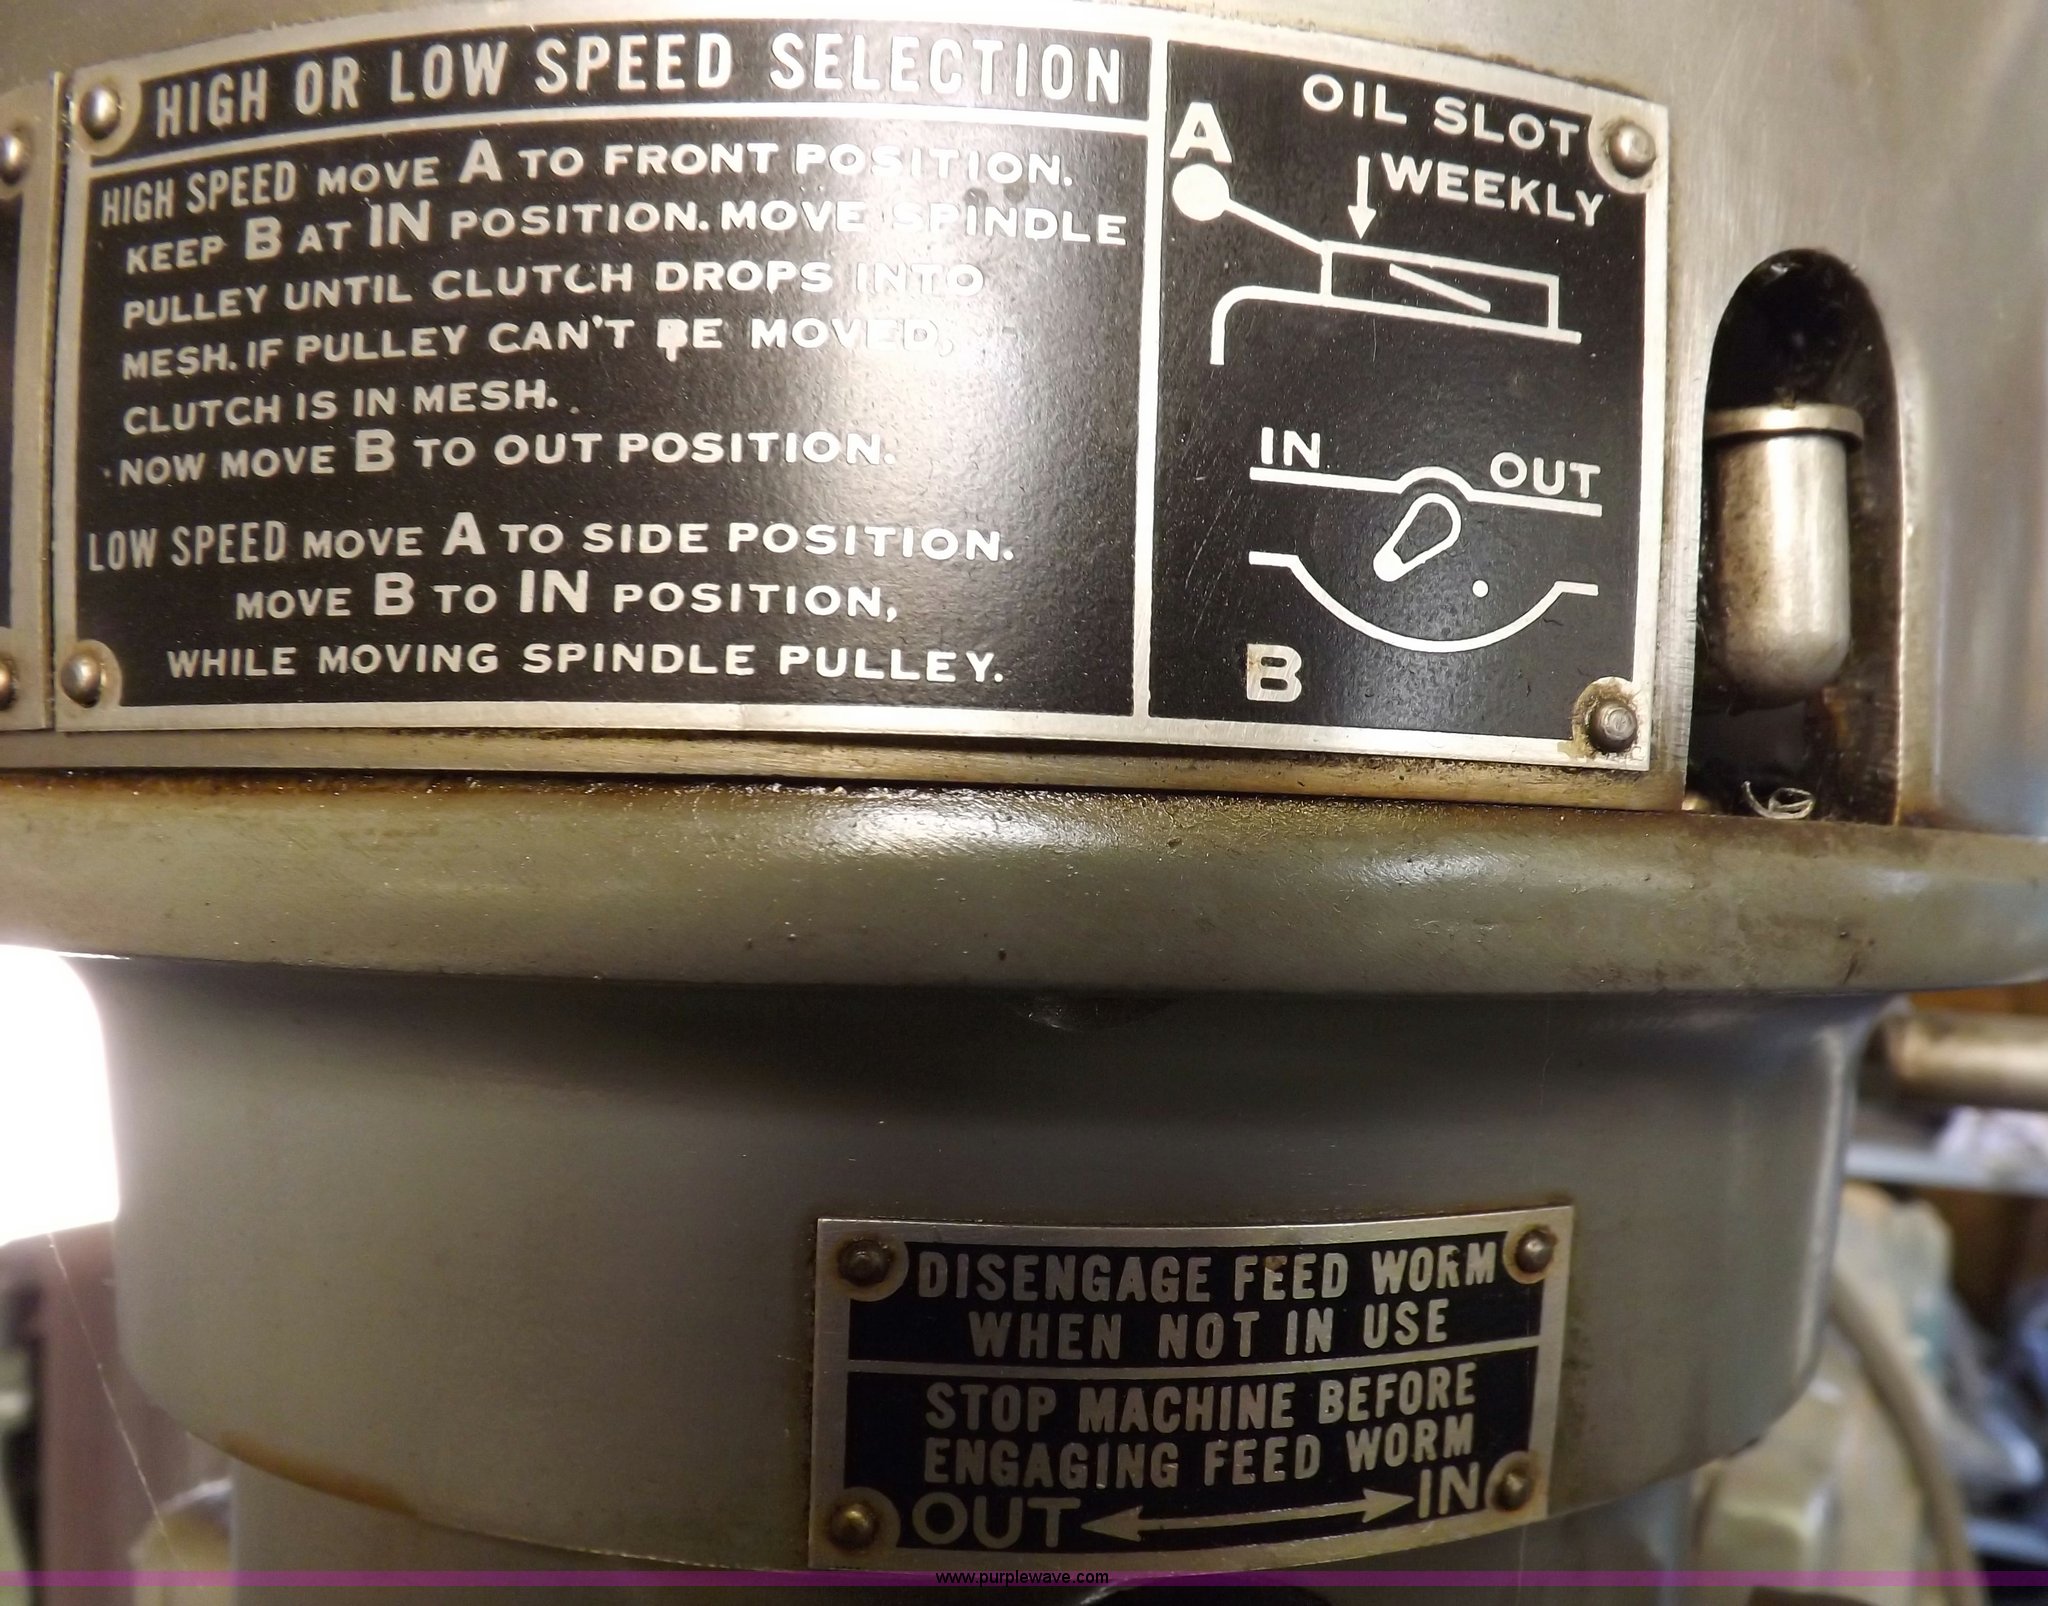 HIGH OR LOW SPEED SELECTION
HIGH SPEED MOVE A TO FRONT POSITION.
KEEP B AT IN POSITION. MOVE SPINDLE
PULLEY UNTIL CLUTCH DROPS INTO
MESH. IF PULLEY CAN'T BE MOVED,
CLUTCH IS IN MESH.
NOW MOVE B TO OUT POSITION.
LOW SPEED MOVE A TO SIDE POSITION.
MOVE B TO IN POSITION,
WHILE MOVING SPINDLE PULLEY.
A
OIL SLOT
WEEKLY
IN
OUT
B
DISENGAGE FEED WORM
WHEN NOT IN USE
STOP MACHINE BEFORE
ENGAGING FEED WORM
OUT IN
www.purplewave.com